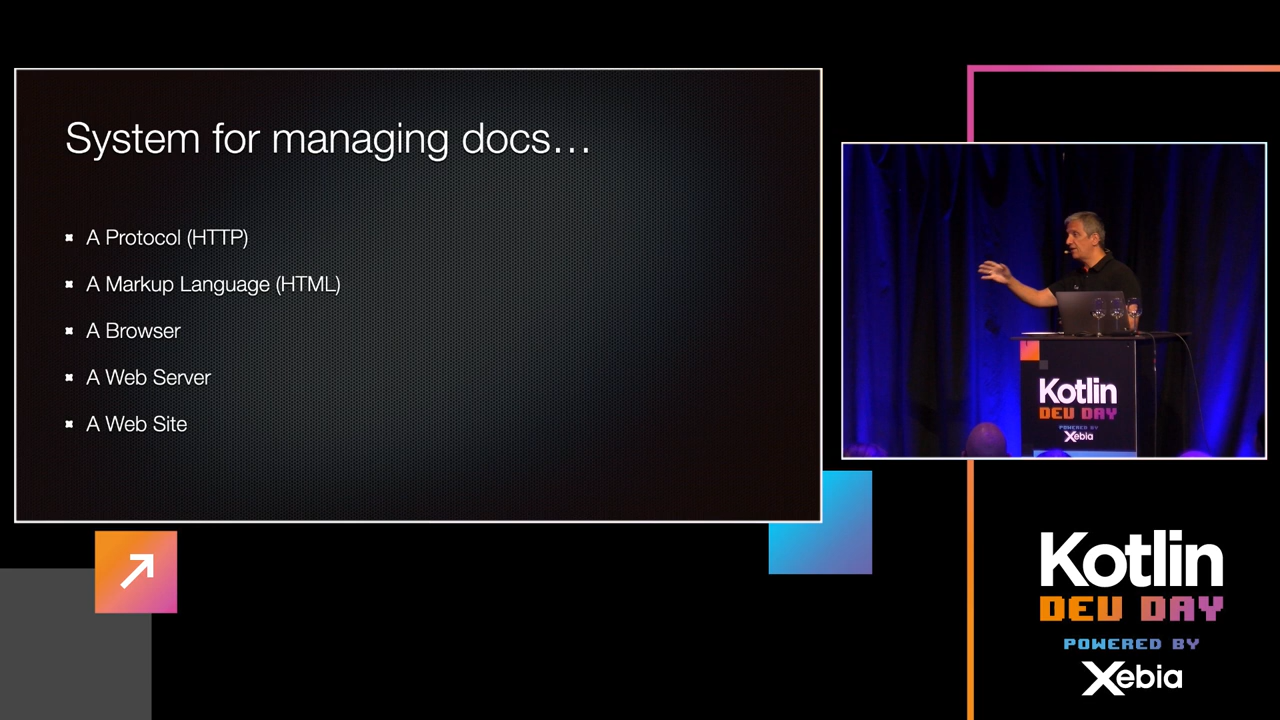 System for managing docs…
A Protocol (HTTP)
A Markup Language (HTML)
A Browser
A Web Server
A Web Site
Kotlin
DEV DAY
POWERED BY
Xebia
Kotlin
DEV DAY
POWERED BY
Xebia